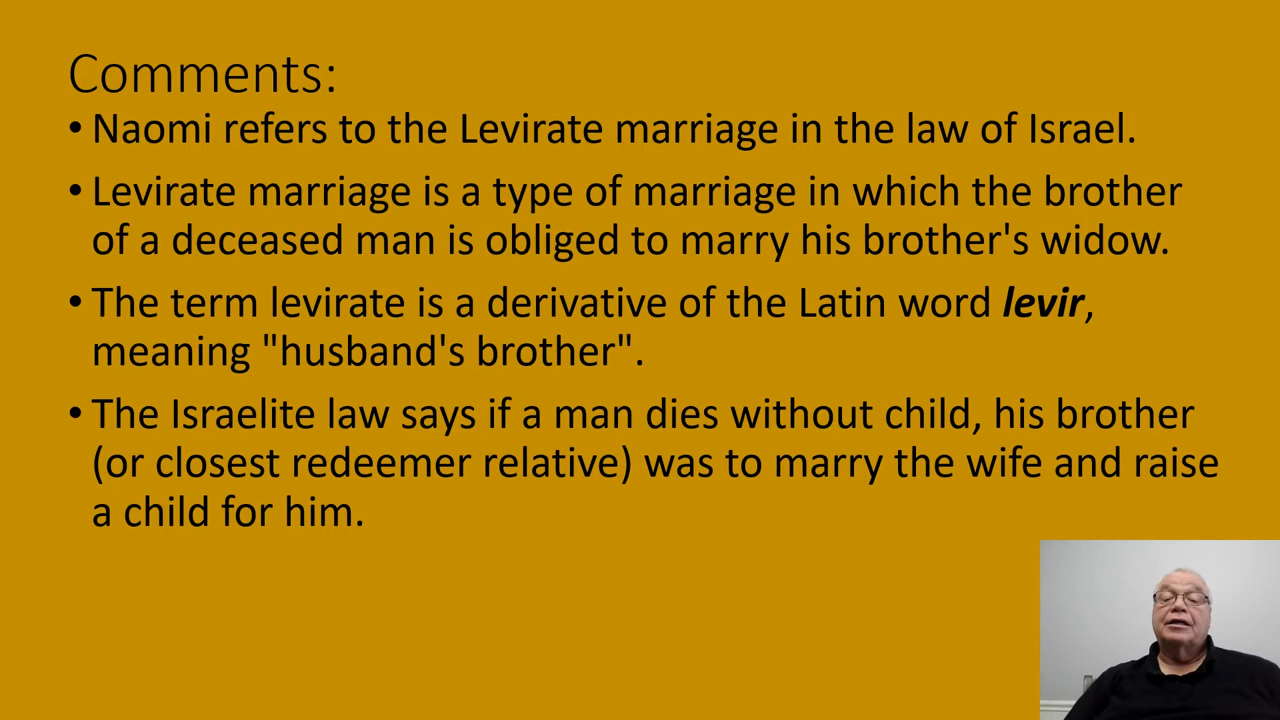 Comments:
• Naomi refers to the Levirate marriage in the law of Israel.
• Levirate marriage is a type of marriage in which the brother
of a deceased man is obliged to marry his brother's widow.
• The term levirate is a derivative of the Latin word levir,
meaning "husband's brother".
• The Israelite law says if a man dies without child, his brother
(or closest redeemer relative) was to marry the wife and raise
a child for him.